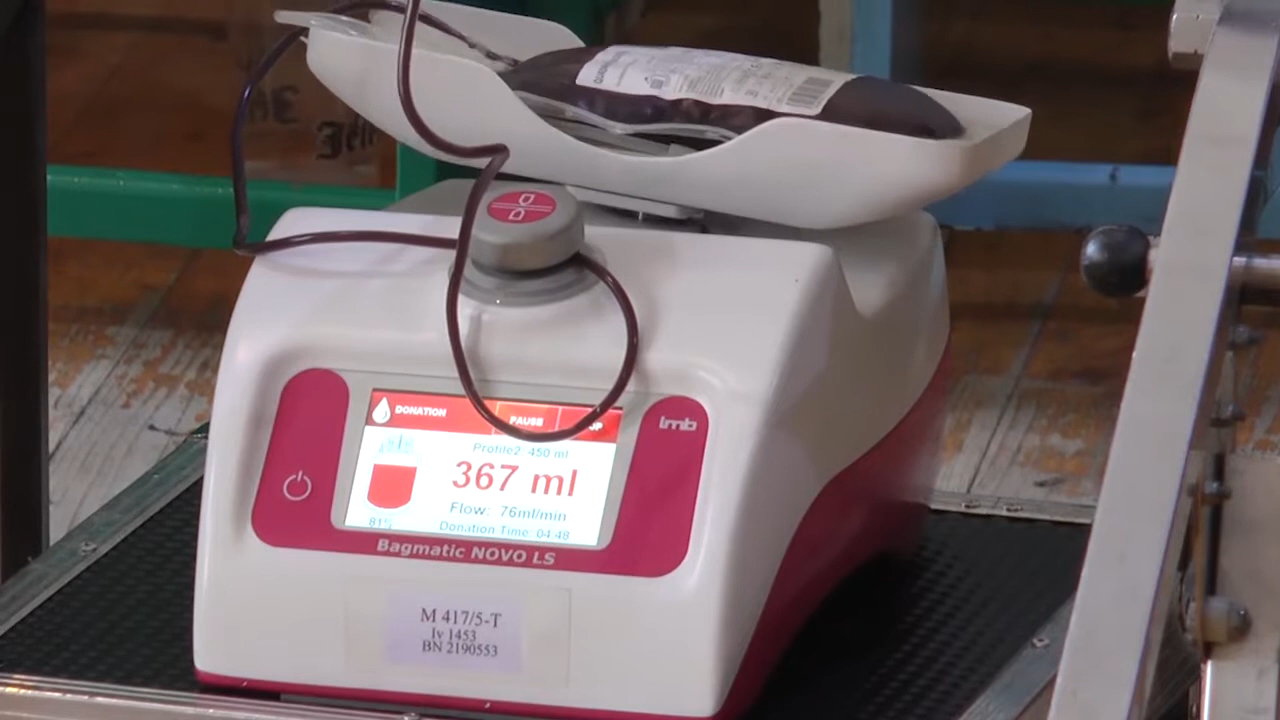 DONATION
PAUSE
Profile2: 450 ml
367 ml
Flow: 76ml/min
81%
Donation Time: 04:48
lmb
Bagmatic NOVO LS
M 417/5-T
Iv 1453
BN 2190553